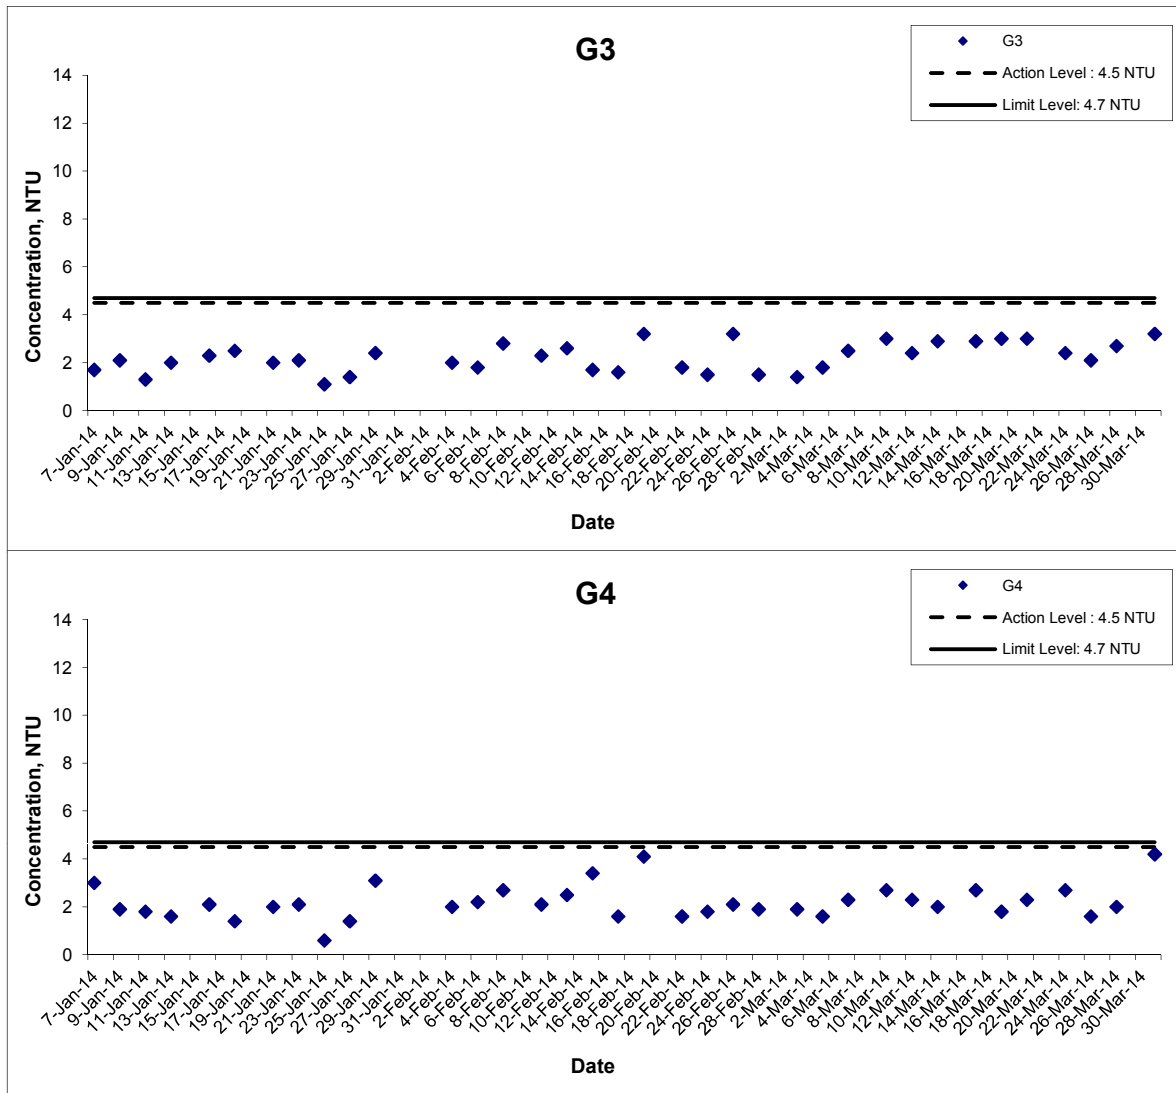 G3
G3
Action Level : 4.5 NTU
Limit Level: 4.7 NTU
14
12
10
8
6
4
2
0
Concentration, NTU
7-Jan-14
9-Jan-14
11-Jan-14
13-Jan-14
15-Jan-14
17-Jan-14
19-Jan-14
21-Jan-14
23-Jan-14
25-Jan-14
27-Jan-14
29-Jan-14
31-Jan-14
2-Feb-14
4-Feb-14
6-Feb-14
8-Feb-14
10-Feb-14
12-Feb-14
14-Feb-14
16-Feb-14
18-Feb-14
20-Feb-14
22-Feb-14
24-Feb-14
26-Feb-14
28-Feb-14
2-Mar-14
4-Mar-14
6-Mar-14
8-Mar-14
10-Mar-14
12-Mar-14
14-Mar-14
16-Mar-14
18-Mar-14
20-Mar-14
22-Mar-14
24-Mar-14
26-Mar-14
28-Mar-14
30-Mar-14
Date
G4
G4
Action Level : 4.5 NTU
Limit Level: 4.7 NTU
14
12
10
8
6
4
2
0
Concentration, NTU
7-Jan-14
9-Jan-14
11-Jan-14
13-Jan-14
15-Jan-14
17-Jan-14
19-Jan-14
21-Jan-14
23-Jan-14
25-Jan-14
27-Jan-14
29-Jan-14
31-Jan-14
2-Feb-14
4-Feb-14
6-Feb-14
8-Feb-14
10-Feb-14
12-Feb-14
14-Feb-14
16-Feb-14
18-Feb-14
20-Feb-14
22-Feb-14
24-Feb-14
26-Feb-14
28-Feb-14
2-Mar-14
4-Mar-14
6-Mar-14
8-Mar-14
10-Mar-14
12-Mar-14
14-Mar-14
16-Mar-14
18-Mar-14
20-Mar-14
22-Mar-14
24-Mar-14
26-Mar-14
28-Mar-14
30-Mar-14
Date